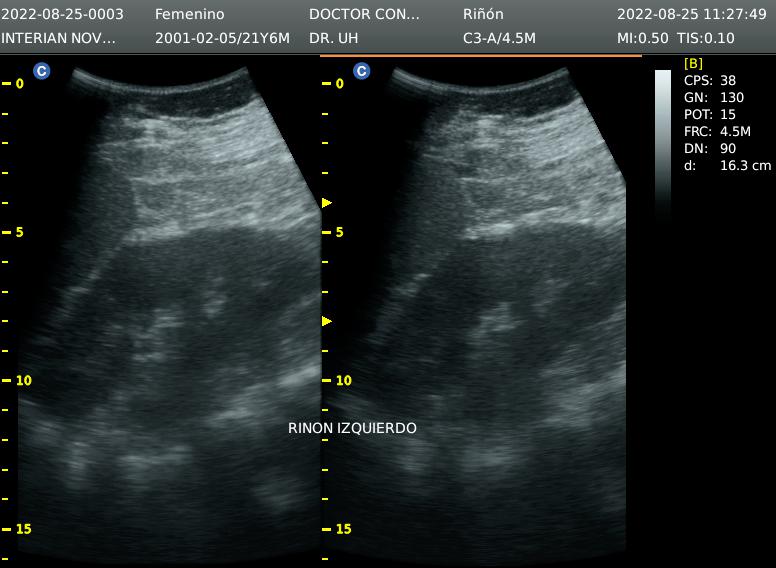 2022-08-25-0003 Femenino DOCTOR CON... Riñón 2022-08-25 11:27:49
INTERIAN NOV... 2001-02-05/21Y6M DR. UH C3-A/4.5M MI:0.50 TIS:0.10
C C [B]
0 0 CPS: 38
GN: 130
POT: 15
FRC: 4.5M
DN: 90
d: 16.3 cm
5 5
10 10
RINON IZQUIERDO
15 15